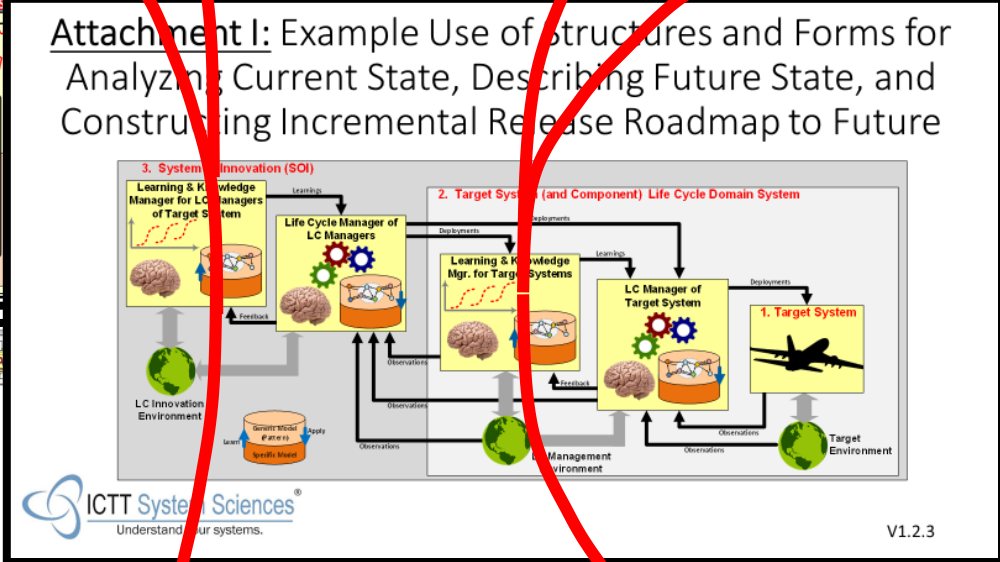 Attachment I: Example Use of Structures and Forms for
Analyzing Current State, Describing Future State, and
Constructing Incremental Release Roadmap to Future
3. System Innovation (SOI)
Learning & Knowledge
Manager for LC Managers
of Target System
Learnings
Life Cycle Manager of
LC Managers
2. Target System (and Component) Life Cycle Domain System
Deployments
Deployments
Learning & Knowledge
Mgr. for Target Systems
Learnings
LC Manager of
Target System
Deployments
1. Target System
Feedback
Observations
Feedback
Observations
LC Innovation
Environment
Generic Model
(Pattern)
Learn
Apply
Specific Model
Observations
Management
Environment
Observations
Observations
Target
Environment
ICTT System Sciences®
Understand your systems.
V1.2.3